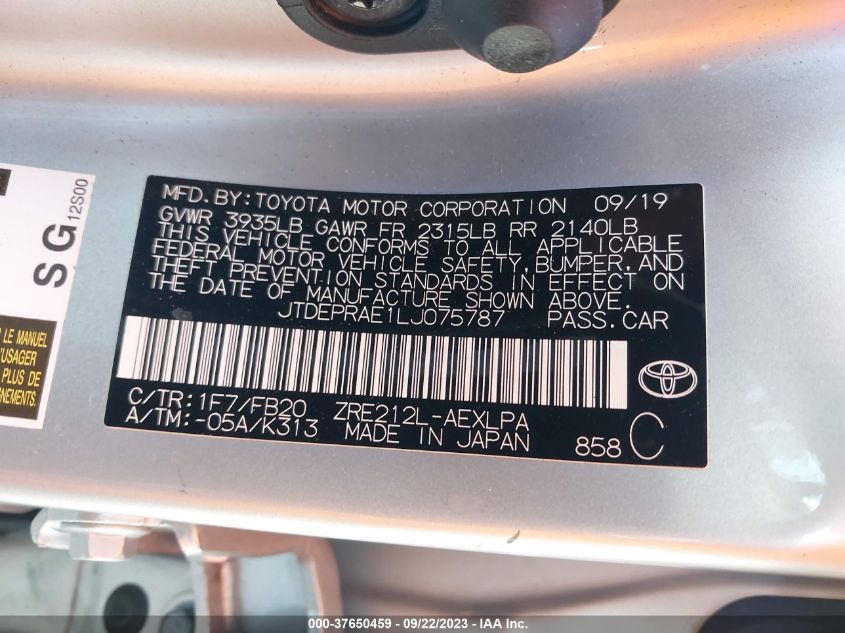 SG
12S00
LE MANUEL
'USAGER
PLUS DE
GNEMENTS.
MFD.BY:TOYOTA MOTOR CORPORATION 09/19
GVWR 3935LB GAWR FR 2315LB RR 2140LB
THIS VEHICLE CONFORMS TO ALL APPLICABLE
FEDERAL MOTOR VEHICLE SAFETY,BUMPER,AND
THEFT PREVENTION STANDARDS IN EFFECT ON
THE DATE OF MANUFACTURE SHOWN ABOVE.
JTDEPRAE1LJ075787 PASS.CAR
C/TR:1F7/FB20 ZRE212L-AEXLPA
A/TM:-05A/K313 MADE IN JAPAN 858 C
000-37650459 - 09/22/2023 - IAA Inc.